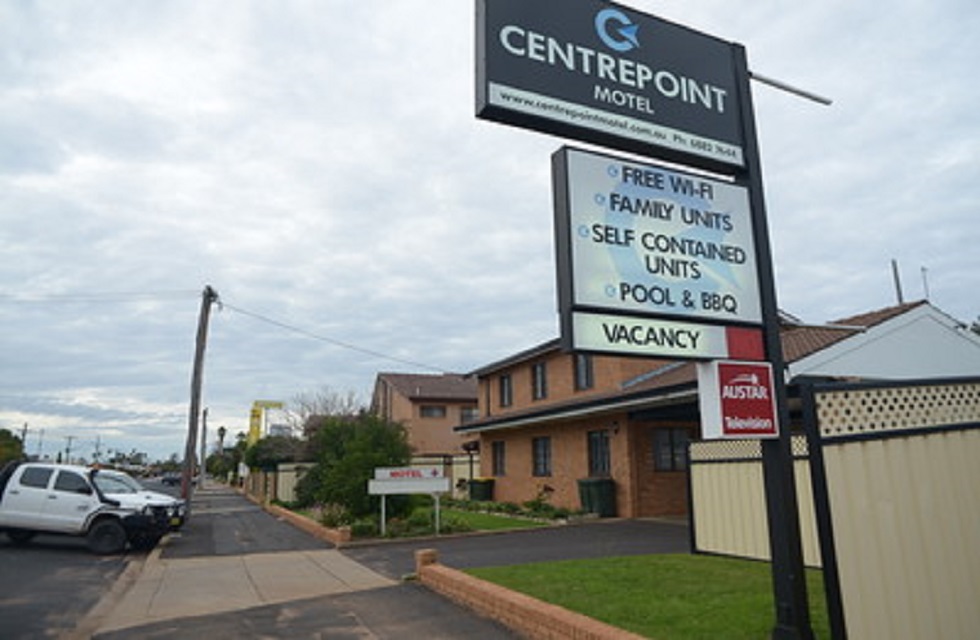 CENTREPOINT
MOTEL
www.centrepointmotel.com.au Ph: 6882 7644
FREE WI-FI
FAMILY UNITS
SELF CONTAINED
UNITS
POOL & BBQ
VACANCY
AUSTAR
Television
MOTEL